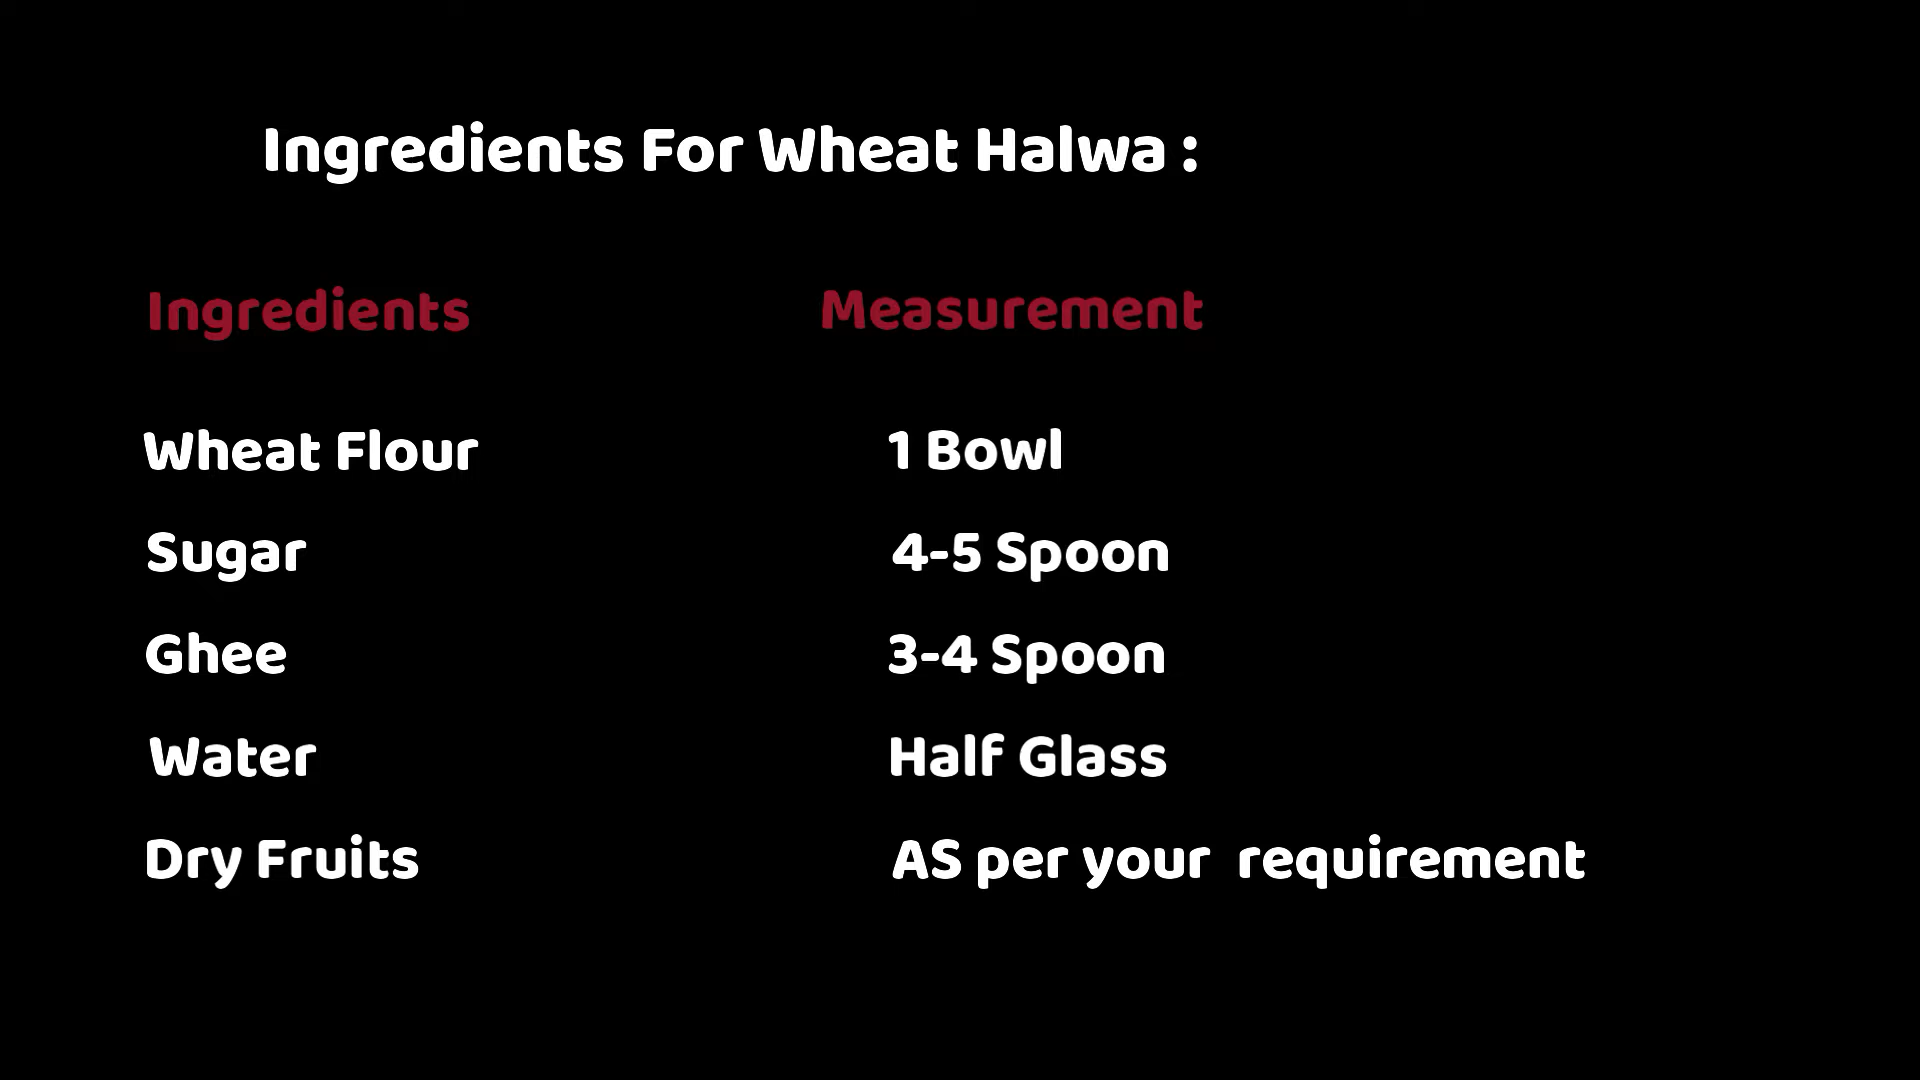 Ingredients For Wheat Halwa :
Ingredients Measurement
Wheat Flour 1 Bowl
Sugar 4-5 Spoon
Ghee 3-4 Spoon
Water Half Glass
Dry Fruits AS per your  requirement